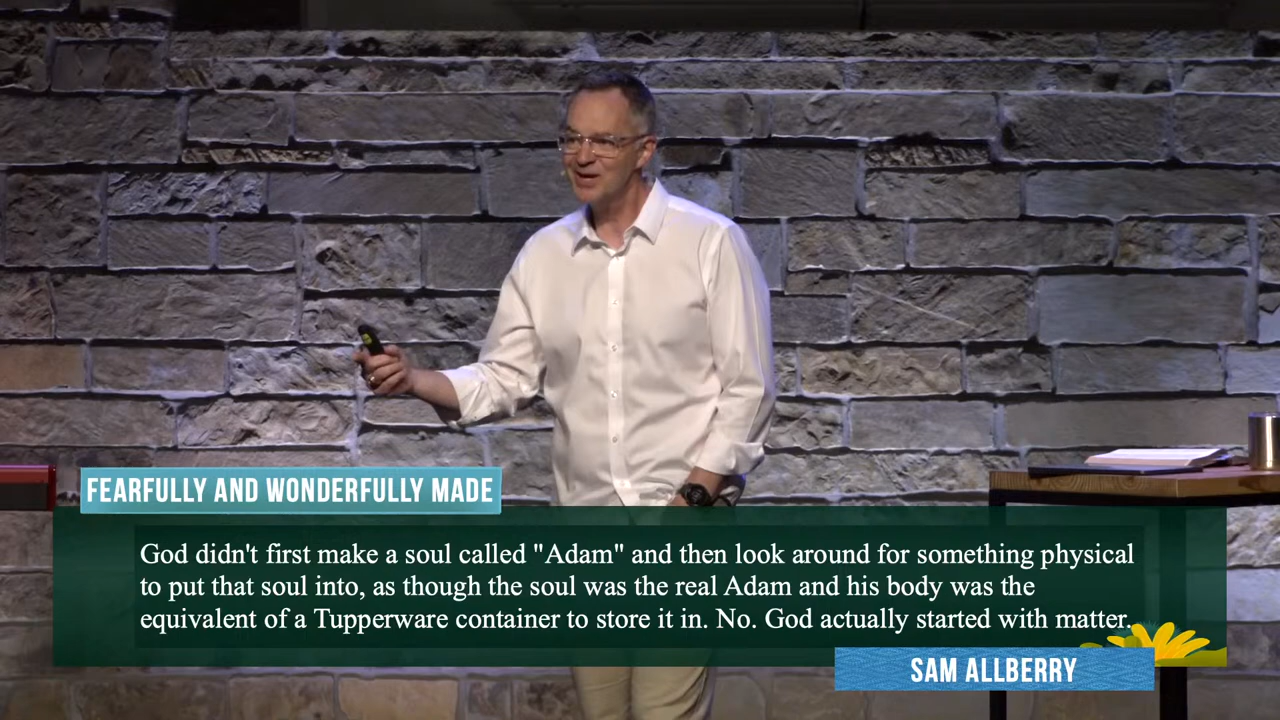 FEARFULLY AND WONDERFULLY MADE
God didn't first make a soul called "Adam" and then look around for something physical
to put that soul into, as though the soul was the real Adam and his body was the
equivalent of a Tupperware container to store it in. No. God actually started with matter.
SAM ALLBERRY